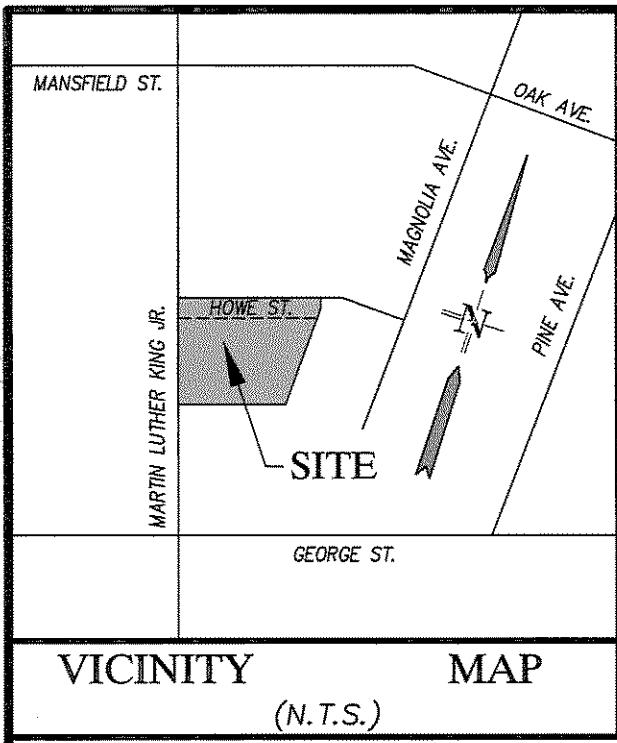 MANSFIELD ST.
OAK AVE.
MAGNOLIA AVE.
PINE AVE.
N
HOWE ST.
MARTIN LUTHER KING JR.
SITE
GEORGE ST.
VICINITY MAP
(N.T.S.)